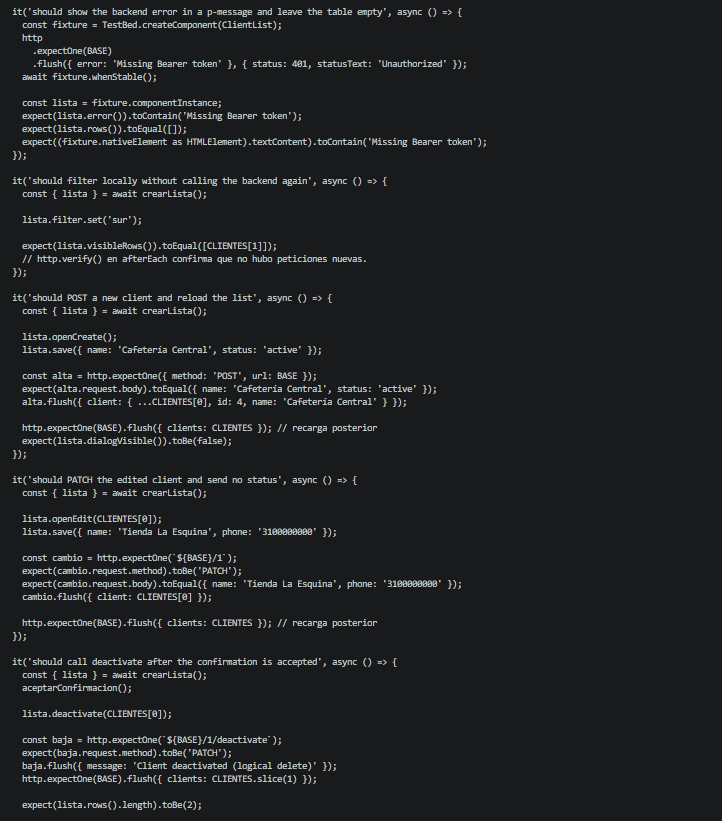 it('should show the backend error in a p-message and leave the table empty', async () => {
  const fixture = TestBed.createComponent(ClientList);
  http
    .expectOne(BASE)
    .flush({ error: 'Missing Bearer token' }, { status: 401, statusText: 'Unauthorized' });
  await fixture.whenStable();

  const lista = fixture.componentInstance;
  expect(lista.error()).toContain('Missing Bearer token');
  expect(lista.rows()).toEqual([]);
  expect((fixture.nativeElement as HTMLElement).textContent).toContain('Missing Bearer token');
});

it('should filter locally without calling the backend again', async () => {
  const { lista } = await crearLista();

  lista.filter.set('sur');

  expect(lista.visibleRows()).toEqual([CLIENTES[1]]);
  // http.verify() en afterEach confirma que no hubo peticiones nuevas.
});

it('should POST a new client and reload the list', async () => {
  const { lista } = await crearLista();

  lista.openCreate();
  lista.save({ name: 'Cafetería Central', status: 'active' });

  const alta = http.expectOne({ method: 'POST', url: BASE });
  expect(alta.request.body).toEqual({ name: 'Cafetería Central', status: 'active' });
  alta.flush({ client: { ...CLIENTES[0], id: 4, name: 'Cafetería Central' } });

  http.expectOne(BASE).flush({ clients: CLIENTES }); // recarga posterior
  expect(lista.dialogVisible()).toBe(false);
});

it('should PATCH the edited client and send no status', async () => {
  const { lista } = await crearLista();

  lista.openEdit(CLIENTES[0]);
  lista.save({ name: 'Tienda La Esquina', phone: '3100000000' });

  const cambio = http.expectOne(`${BASE}/1`);
  expect(cambio.request.method).toBe('PATCH');
  expect(cambio.request.body).toEqual({ name: 'Tienda La Esquina', phone: '3100000000' });
  cambio.flush({ client: CLIENTES[0] });

  http.expectOne(BASE).flush({ clients: CLIENTES }); // recarga posterior
});

it('should call deactivate after the confirmation is accepted', async () => {
  const { lista } = await crearLista();
  aceptarConfirmacion();

  lista.deactivate(CLIENTES[0]);

  const baja = http.expectOne(`${BASE}/1/deactivate`);
  expect(baja.request.method).toBe('PATCH');
  baja.flush({ message: 'Client deactivated (logical delete)' });
  http.expectOne(BASE).flush({ clients: CLIENTES.slice(1) });

  expect(lista.rows().length).toBe(2);